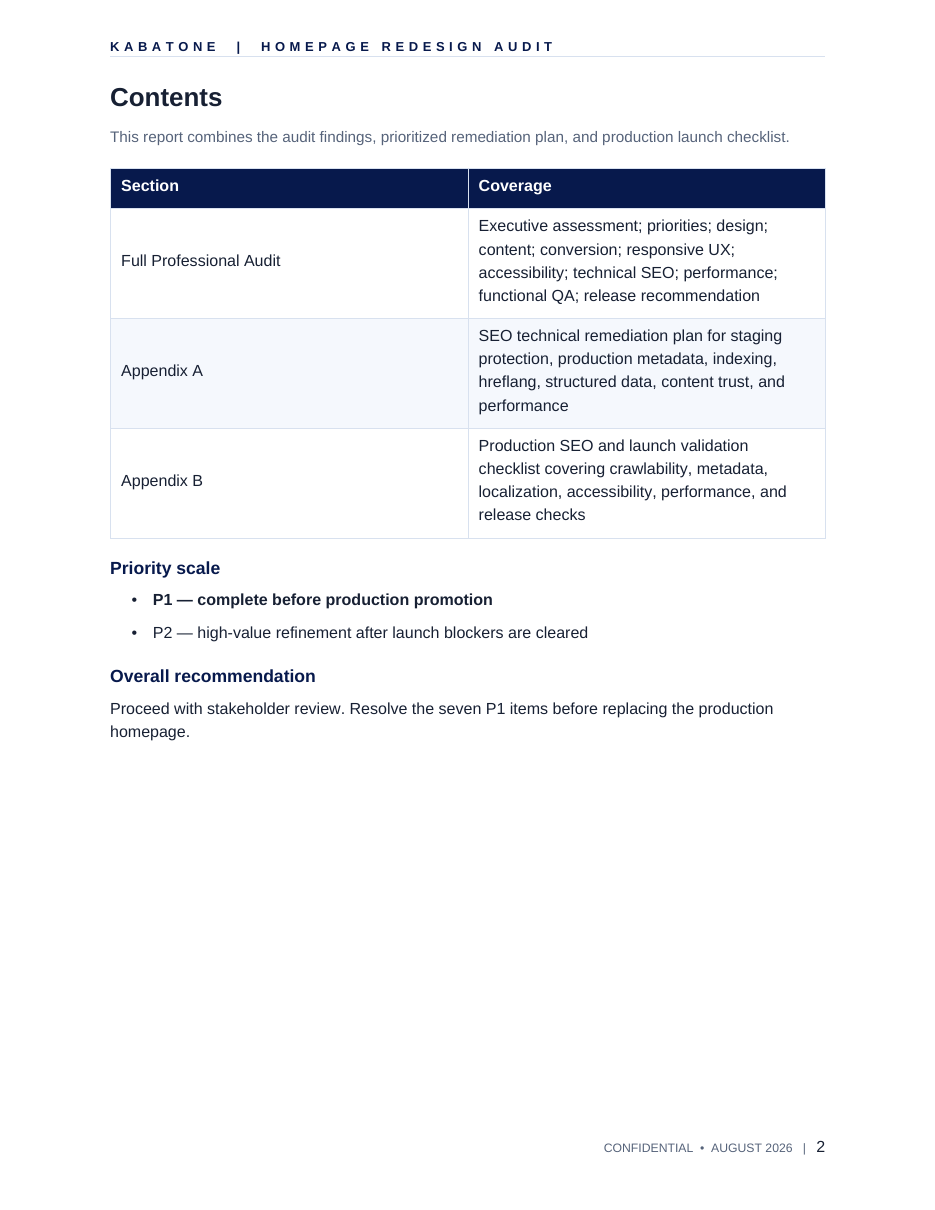 KABATONE | HOMEPAGE REDESIGN AUDIT
Contents
This report combines the audit findings, prioritized remediation plan, and production launch checklist.
Section
Coverage
Full Professional Audit
Executive assessment; priorities; design;
content; conversion; responsive UX;
accessibility; technical SEO; performance;
functional QA; release recommendation
Appendix A
SEO technical remediation plan for staging
protection, production metadata, indexing,
hreflang, structured data, content trust, and
performance
Appendix B
Production SEO and launch validation
checklist covering crawlability, metadata,
localization, accessibility, performance, and
release checks
Priority scale
• P1 — complete before production promotion
• P2 — high-value refinement after launch blockers are cleared
Overall recommendation
Proceed with stakeholder review. Resolve the seven P1 items before replacing the production
homepage.
CONFIDENTIAL • AUGUST 2026 | 2